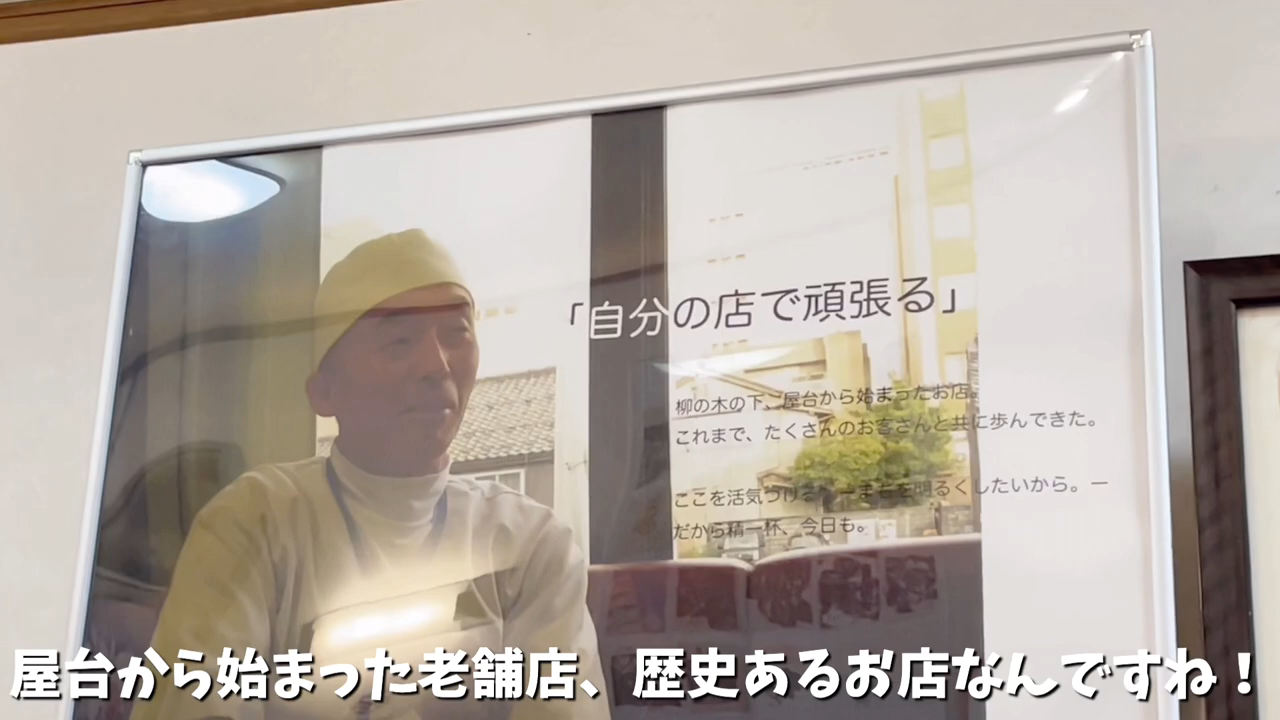 「自分の店で頑張る」
柳の木の下、屋台から始まったお店。
これまで、たくさんのお客さんと共に歩んできた。
ここを活気づける。ーまちを明るくしたいから。ー
だから精一杯、今日も。
屋台から始まった老舗店、歴史あるお店なんですね！